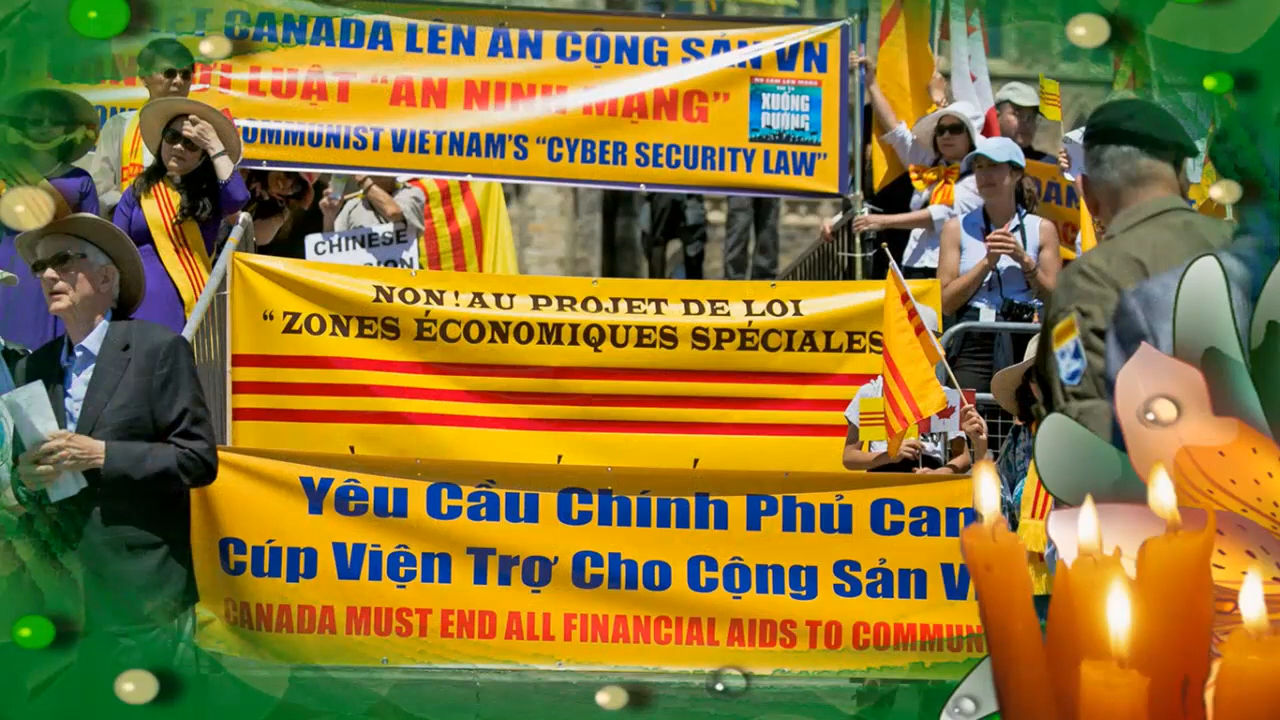 CANADA LÊN ÁN CỘNG SẢN VN
LUẬT "AN NINH MẠNG"
COMMUNIST VIETNAM'S "CYBER SECURITY LAW"
XUỐNG
ĐƯỜNG
CHINESE
NON! AU PROJET DE LOI
"ZONES ÉCONOMIQUES SPÉCIALES
Yêu Cầu Chính Phủ Can
Cúp Viện Trợ Cho Cộng Sản V
CANADA MUST END ALL FINANCIAL AIDS TO COMMUN